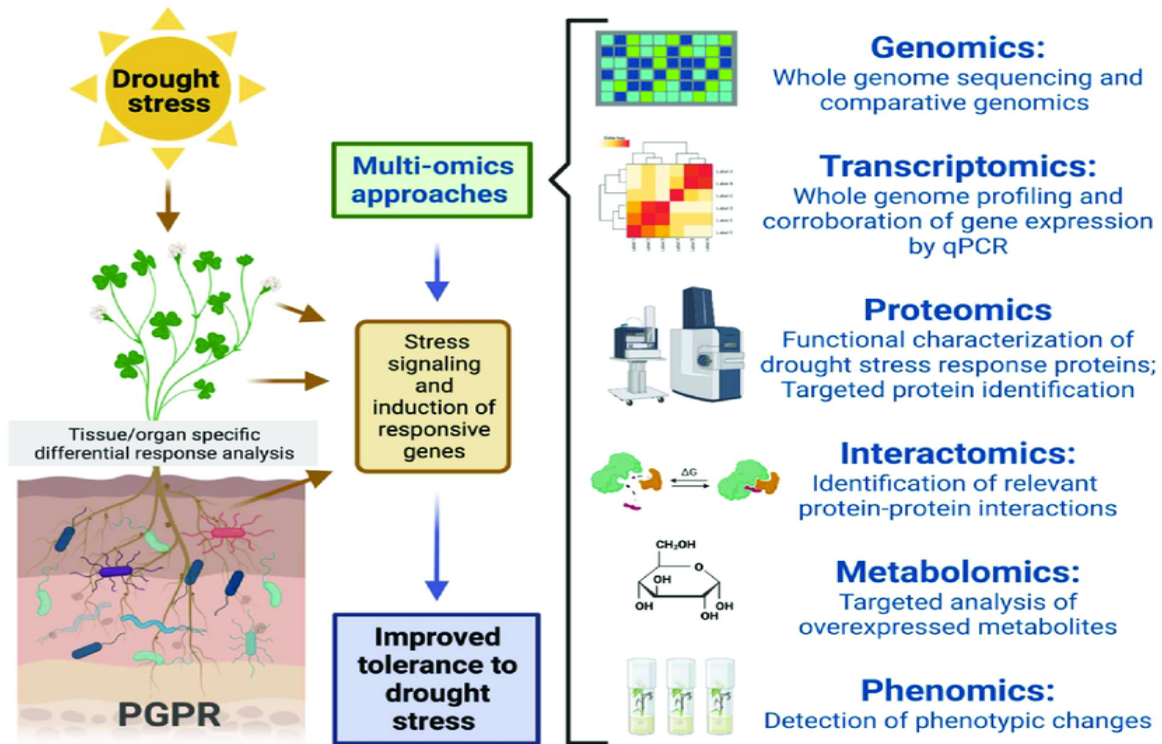 Drought
stress
Multi-omics
approaches
Stress
signaling
and
induction of
responsive
genes
Tissue/organ specific
differential response analysis
PGPR
Improved
tolerance to
drought
stress
Genomics:
Whole genome sequencing and
comparative genomics
Transcriptomics:
Whole genome profiling and
corroboration of gene expression
by qPCR
Proteomics
Functional characterization of
drought stress response proteins;
Targeted protein identification
Interactomics:
Identification of relevant
protein-protein interactions
ΔG
Metabolomics:
Targeted analysis of
overexpressed metabolites
CH₂OH
O
OH
OH
OH
OH
Phenomics:
Detection of phenotypic changes